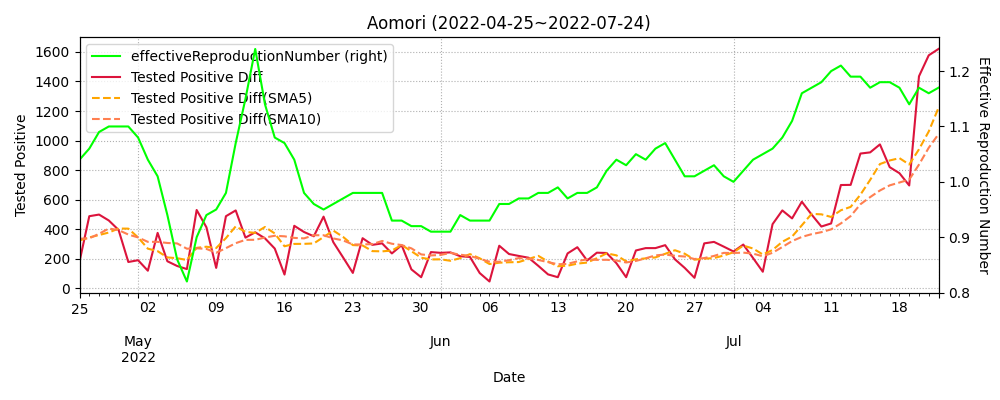 Aomori (2022-04-25~2022-07-24)
effectiveReproductionNumber (right)
Tested Positive Diff
Tested Positive Diff(SMA5)
Tested Positive Diff(SMA10)
Tested Positive
1600
1400
1200
1000
800
600
400
200
0
Effective Reproduction Number
1.2
1.1
1.0
0.9
0.8
25 02 09 16 23 30 06 13 20 27 04 11 18
May Jun Jul
2022
Date